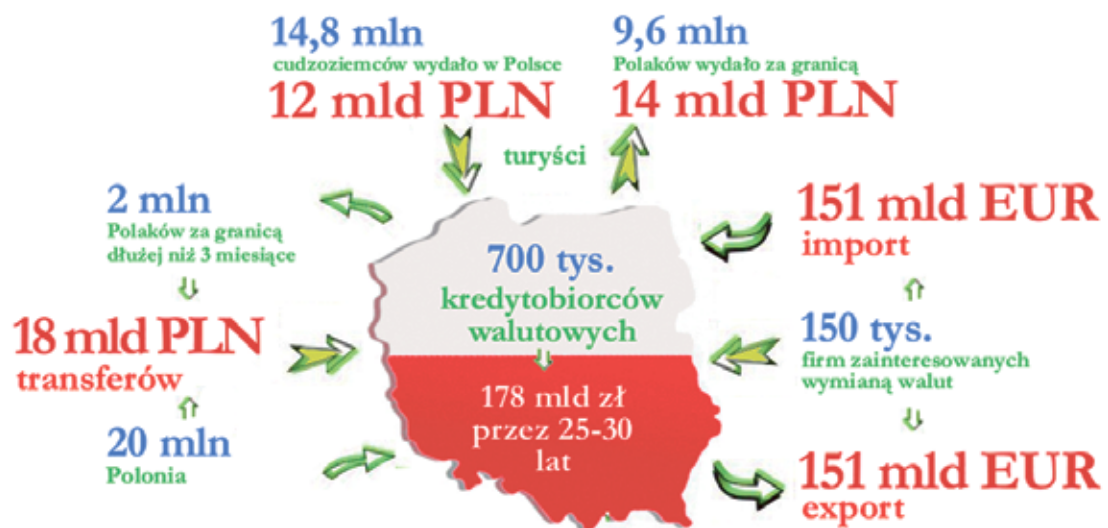 14,8 mln
cudzoziemców wydało w Polsce
12 mld PLN
9,6 mln
Polaków wydało za granicą
14 mld PLN
turyści
2 mln
Polaków za granicą
dłużej niż 3 miesiące
18 mld PLN
transferów
20 mln
Polonia
700 tys.
kredytobiorców
walutowych
178 mld zł
przez 25-30
lat
151 mld EUR
import
150 tys.
firm zainteresowanych
wymianą walut
151 mld EUR
export